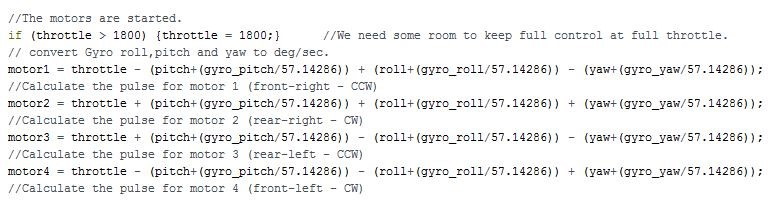 //The motors are started.
if (throttle > 1800) {throttle = 1800;}      //We need some room to keep full control at full throttle.
// convert Gyro roll,pitch and yaw to deg/sec.
motor1 = throttle - (pitch+(gyro_pitch/57.14286)) + (roll+(gyro_roll/57.14286)) - (yaw+(gyro_yaw/57.14286));
//Calculate the pulse for motor 1 (front-right - CCW)
motor2 = throttle + (pitch+(gyro_pitch/57.14286)) + (roll+(gyro_roll/57.14286)) + (yaw+(gyro_yaw/57.14286));
//Calculate the pulse for motor 2 (rear-right - CW)
motor3 = throttle + (pitch+(gyro_pitch/57.14286)) - (roll+(gyro_roll/57.14286)) - (yaw+(gyro_yaw/57.14286));
//Calculate the pulse for motor 3 (rear-left - CCW)
motor4 = throttle - (pitch+(gyro_pitch/57.14286)) - (roll+(gyro_roll/57.14286)) + (yaw+(gyro_yaw/57.14286));
//Calculate the pulse for motor 4 (front-left - CW)